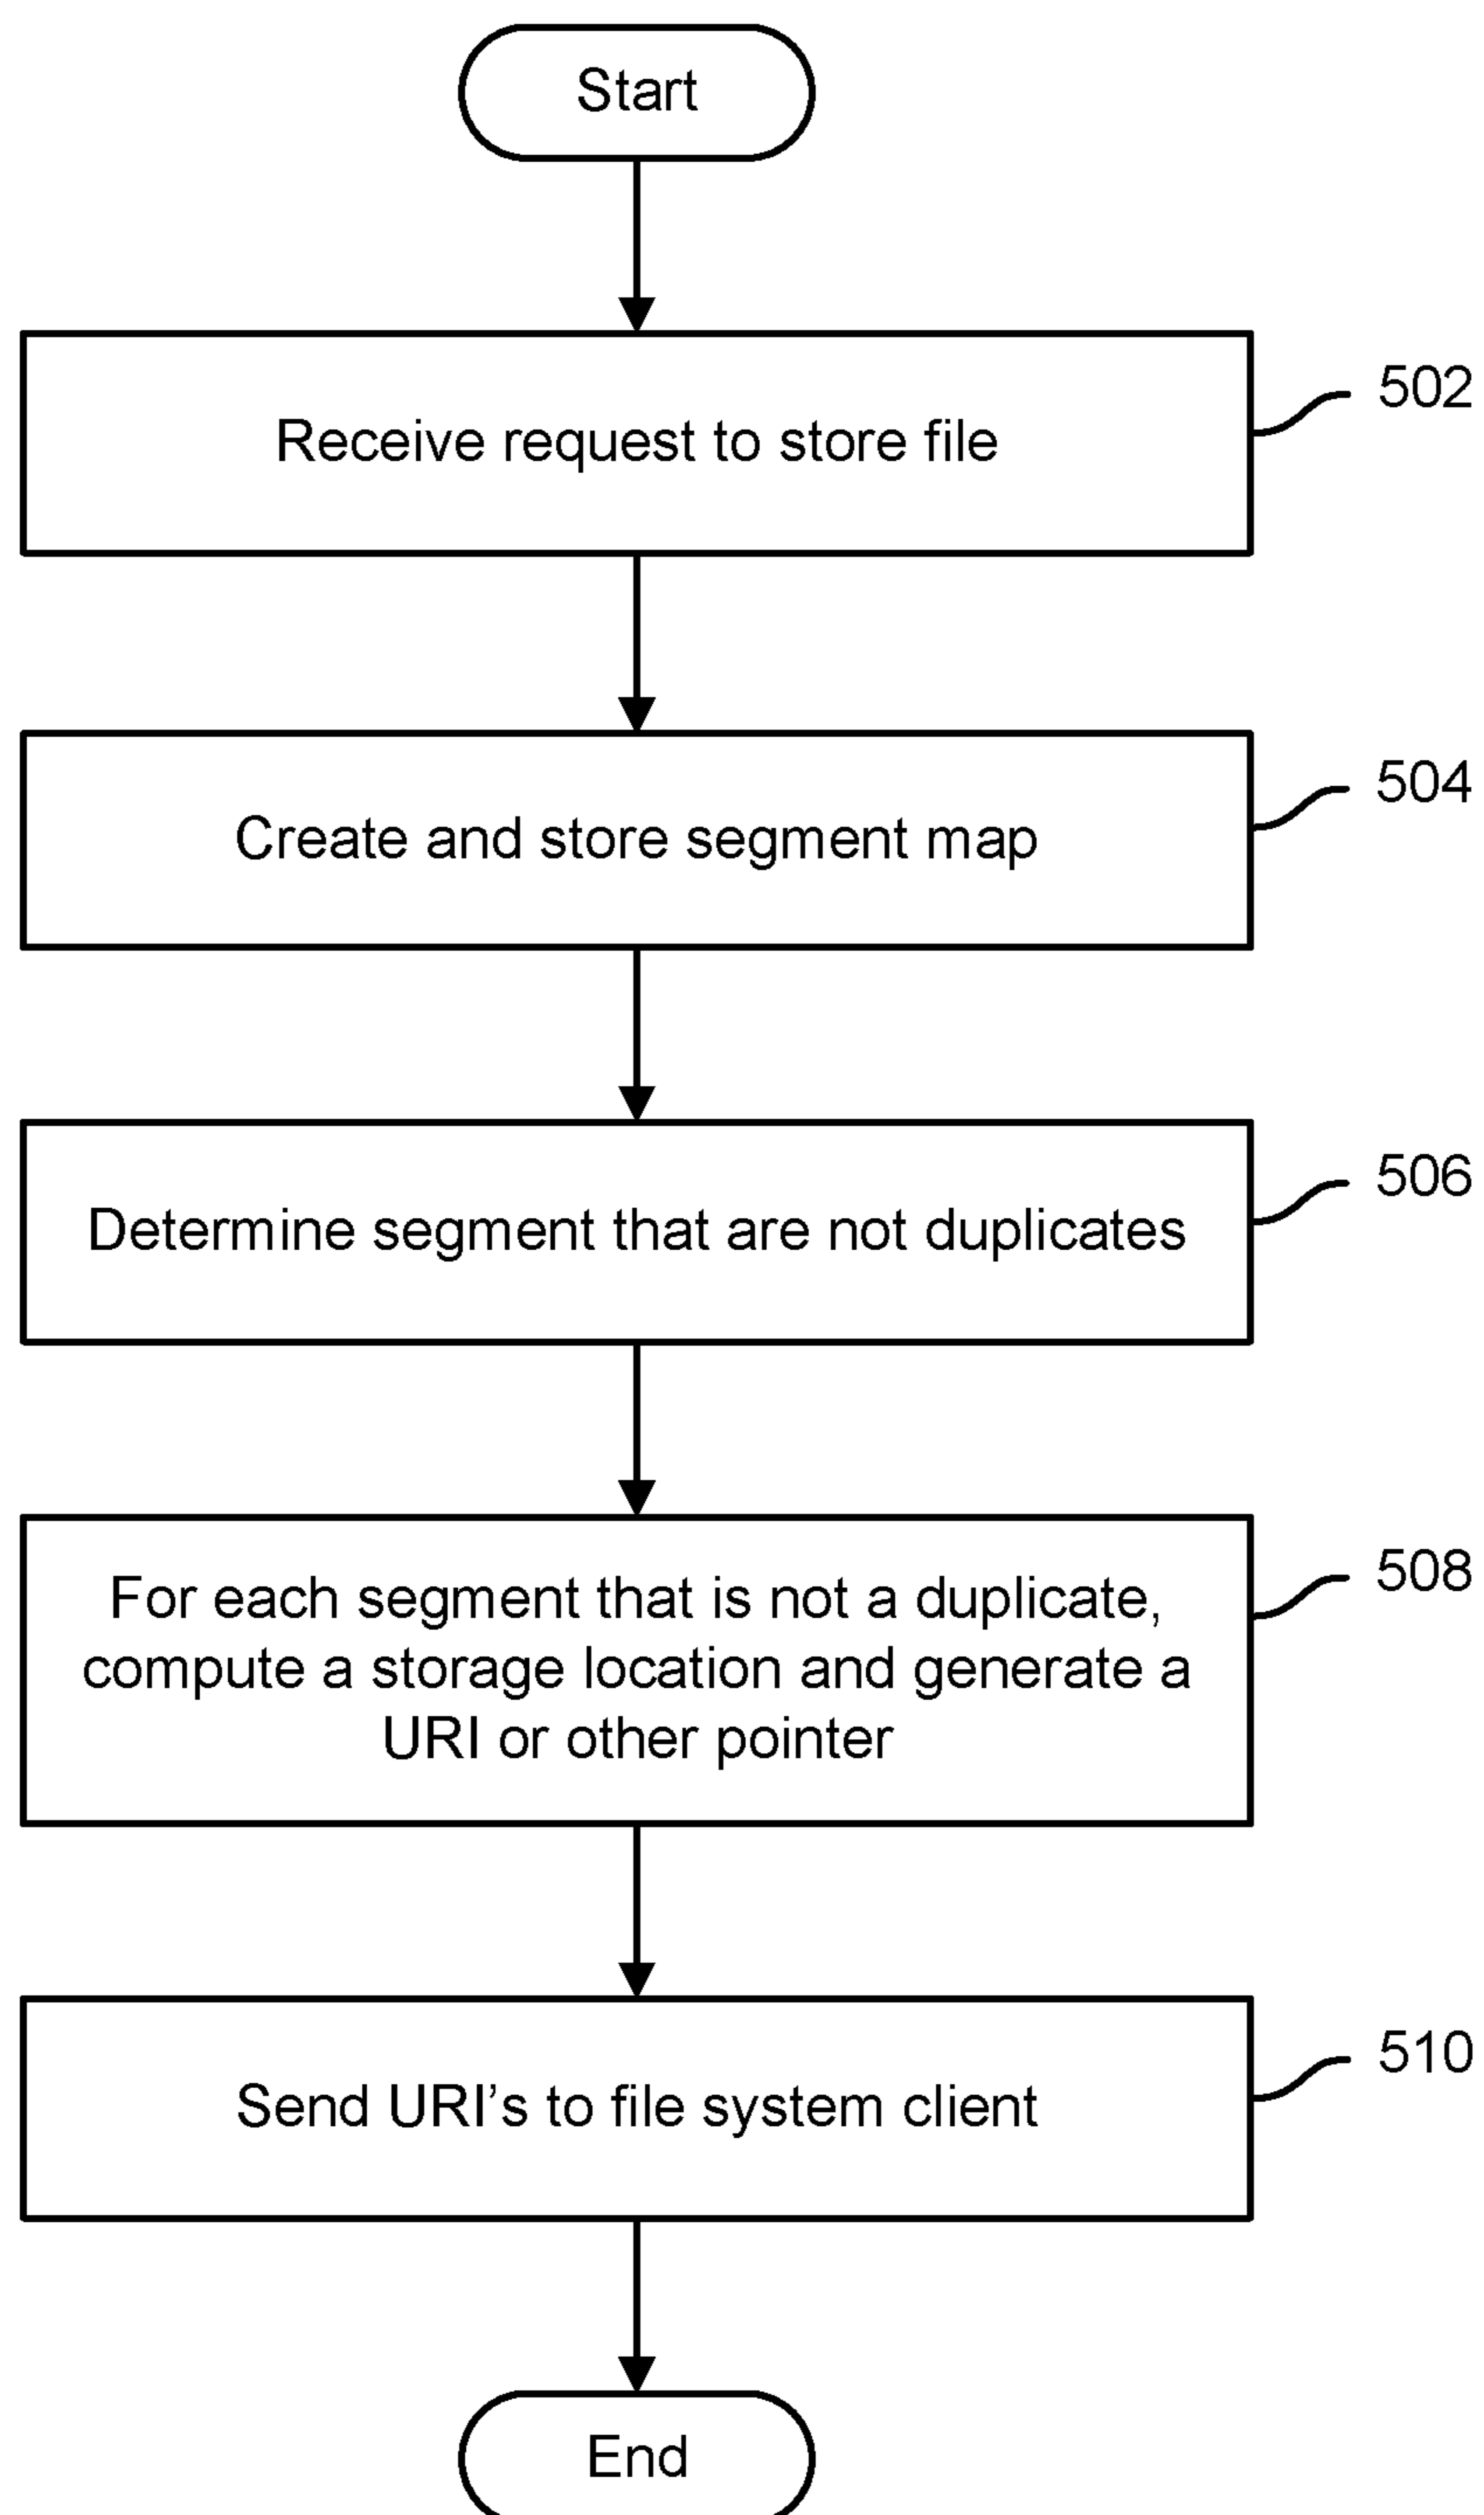 Start
Receive request to store file
502
Create and store segment map
504
Determine segment that are not duplicates
506
For each segment that is not a duplicate,
compute a storage location and generate a
URI or other pointer
508
Send URI's to file system client
510
End